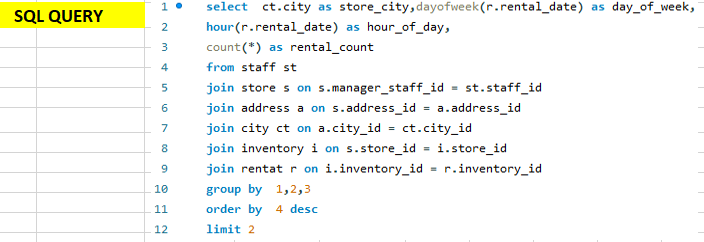 SQL QUERY
1 select ct.city as store_city,dayofweek(r.rental_date) as day_of_week,
2 hour(r.rental_date) as hour_of_day,
3 count(*) as rental_count
4 from staff st
5 join store s on s.manager_staff_id = st.staff_id
6 join address a on s.address_id = a.address_id
7 join city ct on a.city_id = ct.city_id
8 join inventory i on s.store_id = i.store_id
9 join rentat r on i.inventory_id = r.inventory_id
10 group by 1,2,3
11 order by 4 desc
12 limit 2